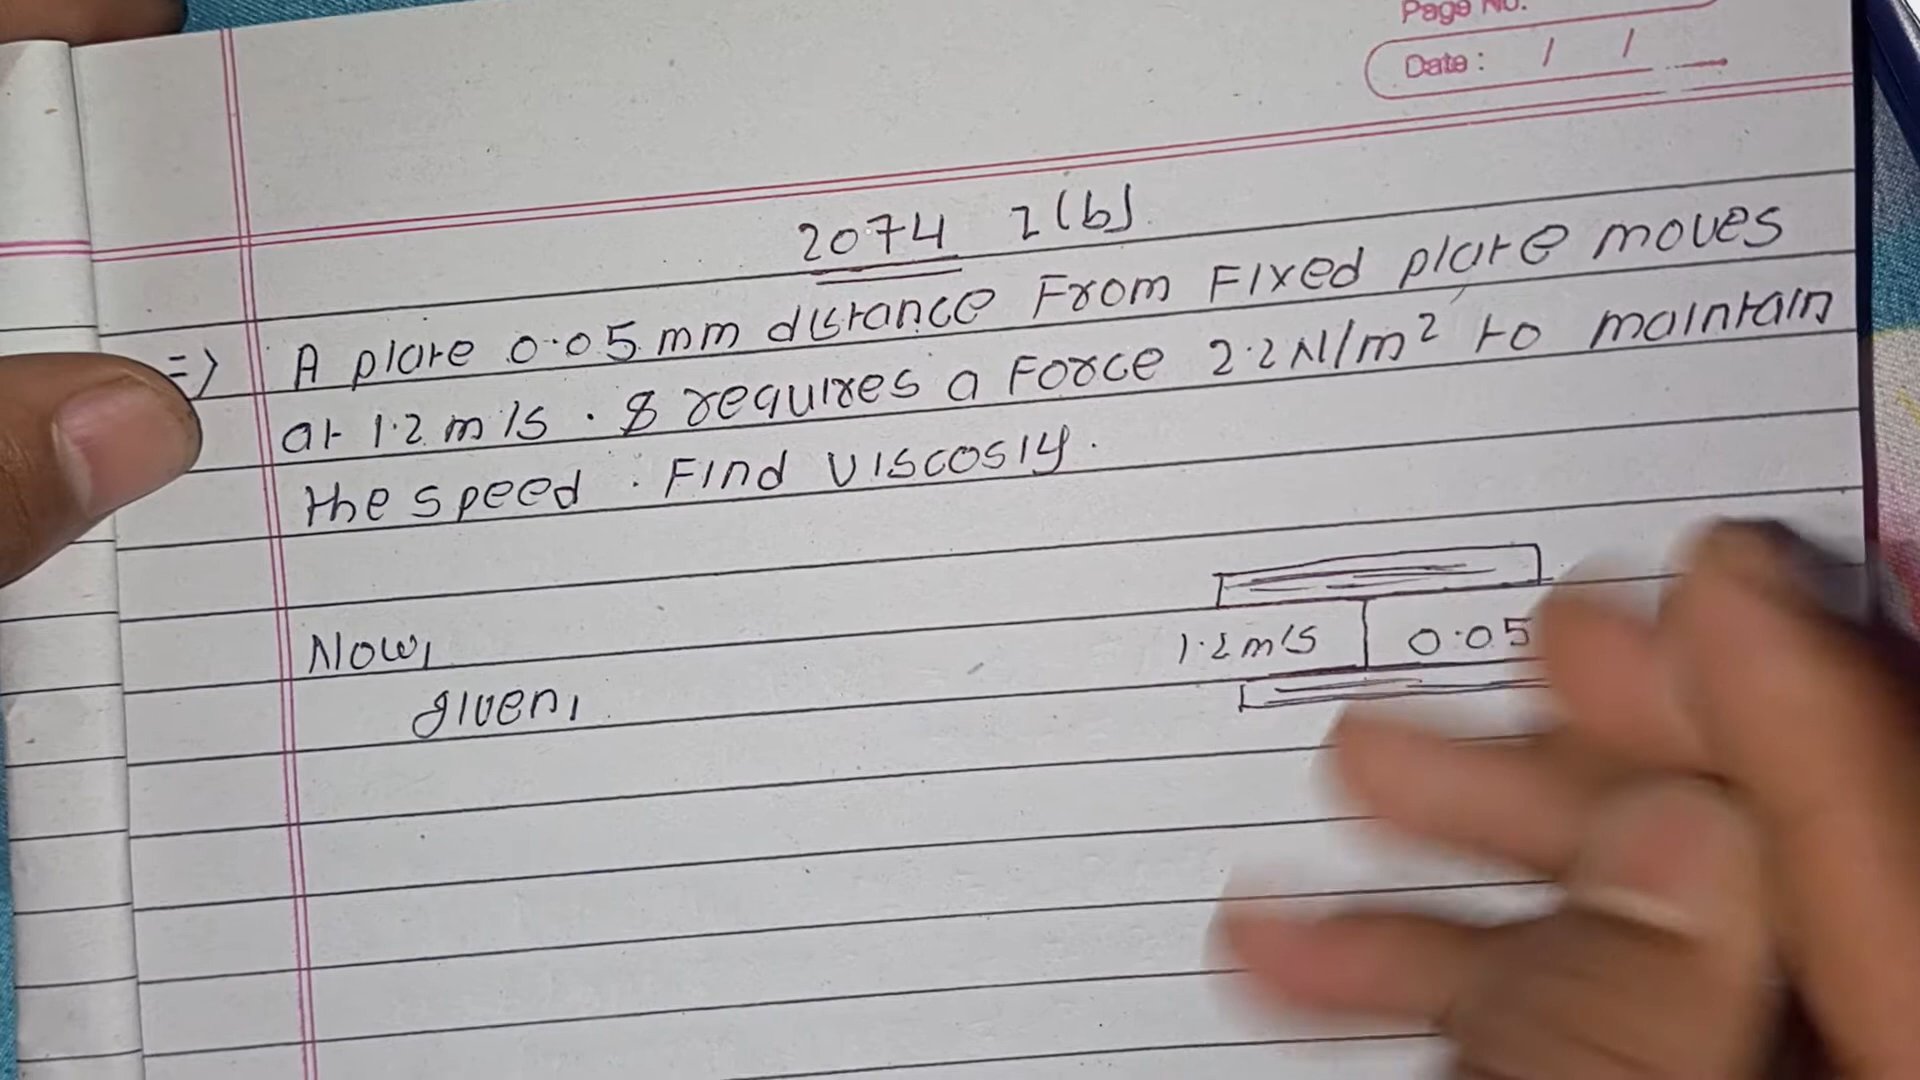 Page No.
Date: / /
2074 2(b)
=) A plate 0.05 mm distance From Fixed plate moves
at 1.2 m/s. & requires a Force 2.2 N/m² to maintain
the speed. Find viscosity.
Now,
given,
1.2 m/s 0.05